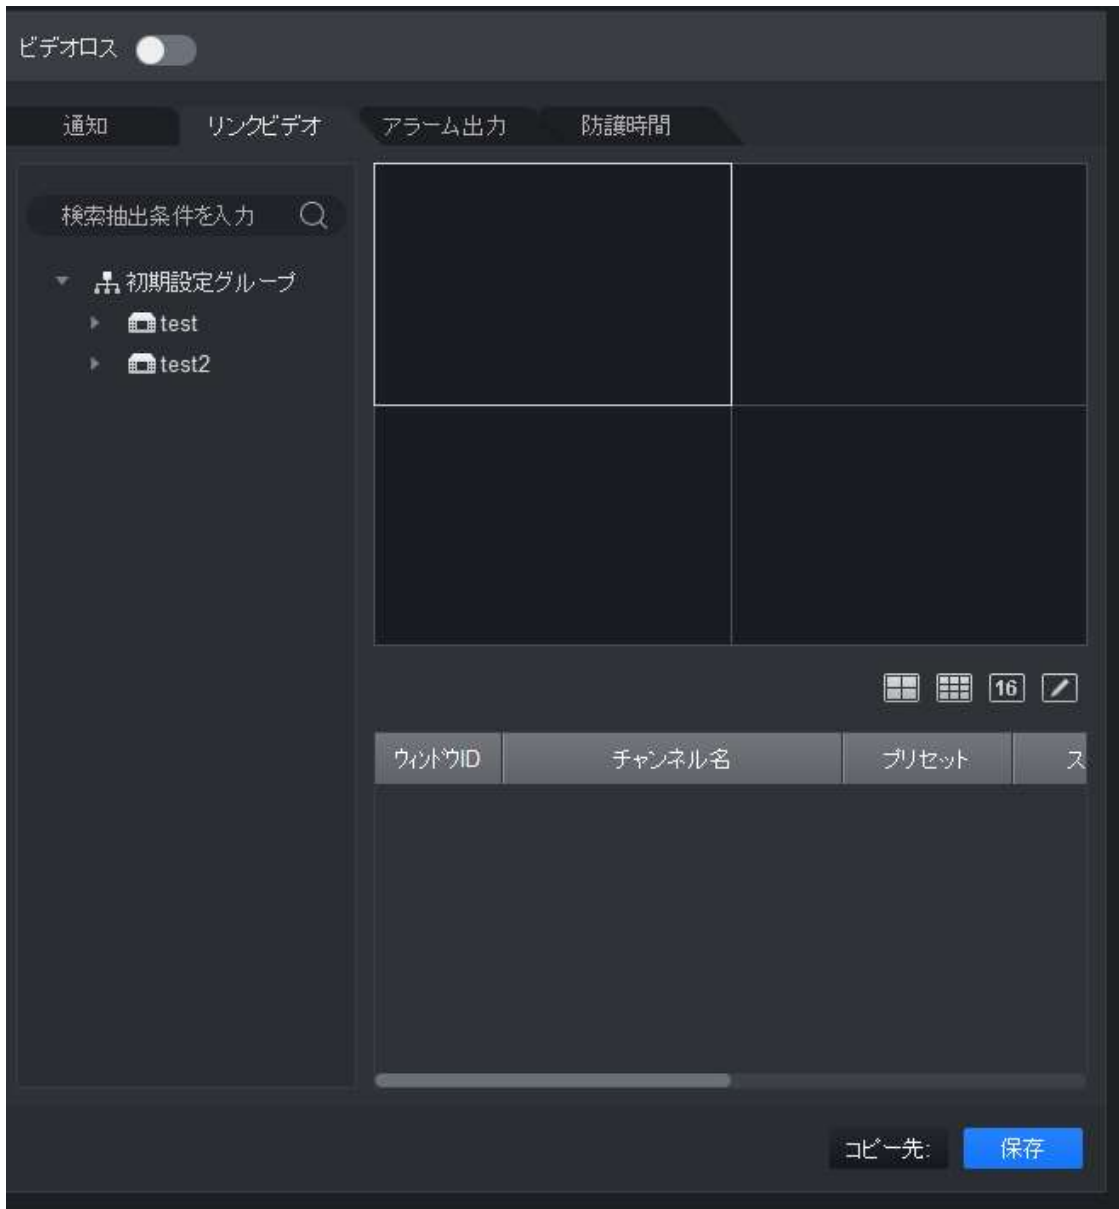 ビデオロス
通知 リンクビデオ アラーム出力 防護時間
検索抽出条件を入力
初期設定グループ
test
test2
16
ウィンドウID チャンネル名 プリセット ス
コピー先: 保存